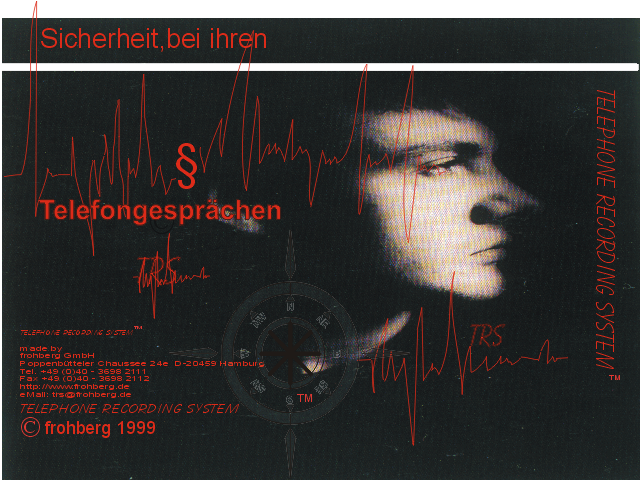 Sicherheit,bei ihren
§
Telefongesprächen
TRS
TELEPHONE RECORDING SYSTEM
TM
TRS
TELEPHONE RECORDING SYSTEM TM
made by
frohberg GmbH
Poppenbütteler Chaussee 24e D-20459 Hamburg
Tel. +49 (0)40 - 3698 2111
Fax +49 (0)40 - 3698 2112
http://www.frohberg.de
eMail: trs@frohberg.de
TELEPHONE RECORDING SYSTEM
TM
© frohberg 1999